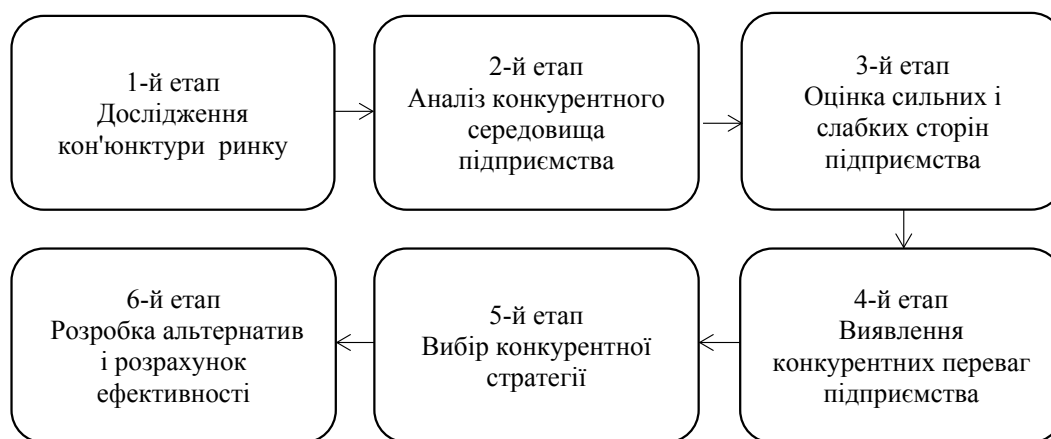 1-й етап
Дослідження
кон'юнктури ринку
2-й етап
Аналіз конкурентного
середовища
підприємства
3-й етап
Оцінка сильних і
слабких сторін
підприємства
4-й етап
Виявлення
конкурентних переваг
підприємства
5-й етап
Вибір конкурентної
стратегії
6-й етап
Розробка альтернатив
і розрахунок
ефективності